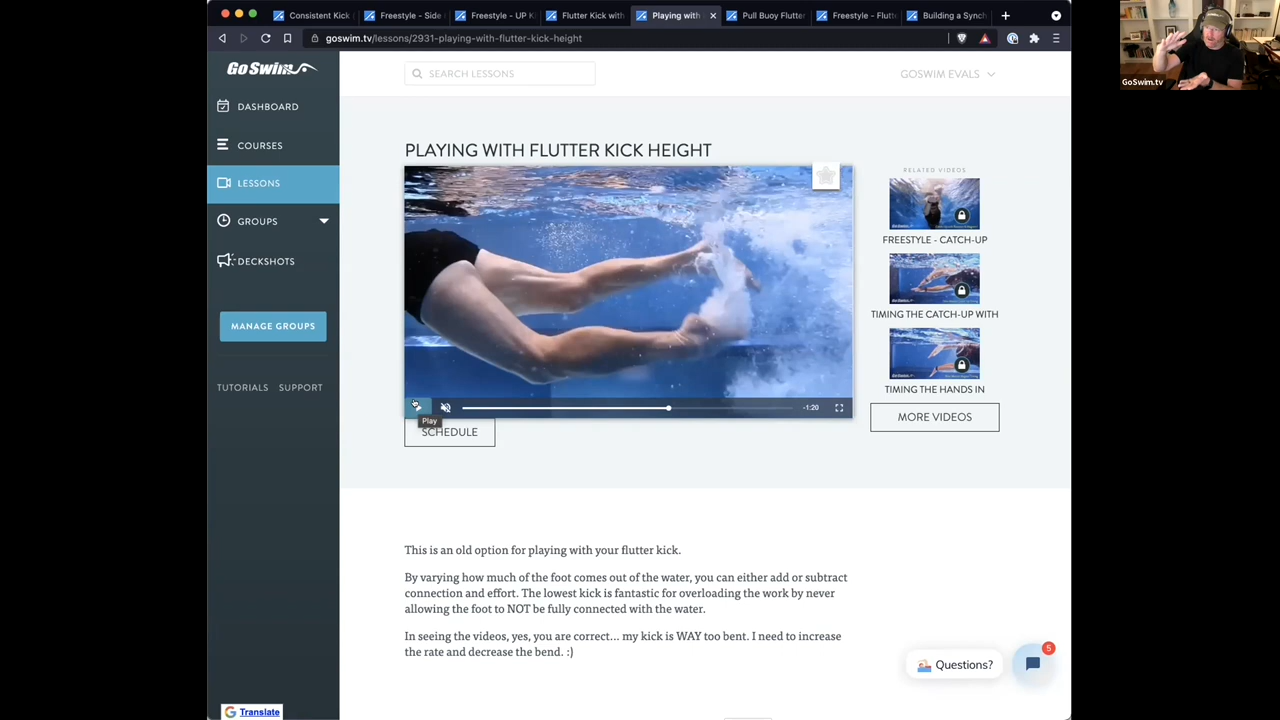 Consistent Kick
Freestyle - Side
Freestyle - UP K
Flutter Kick with
Playing with
Pull Buoy Flutter
Freestyle - Flutt
Building a Synch
goswim.tv/lessons/2931-playing-with-flutter-kick-height
GoSwim
SEARCH LESSONS
GOSWIM EVALS
DASHBOARD
COURSES
LESSONS
GROUPS
DECKSHOTS
MANAGE GROUPS
TUTORIALS
SUPPORT
PLAYING WITH FLUTTER KICK HEIGHT
-1:20
Play
SCHEDULE
RELATED VIDEOS
FREESTYLE - CATCH-UP
TIMING THE CATCH-UP WITH
TIMING THE HANDS IN
MORE VIDEOS
This is an old option for playing with your flutter kick.
By varying how much of the foot comes out of the water, you can either add or subtract
connection and effort. The lowest kick is fantastic for overloading the work by never
allowing the foot to NOT be fully connected with the water.
In seeing the videos, yes, you are correct... my kick is WAY too bent. I need to increase
the rate and decrease the bend. :)
Questions?
5
Translate
GoSwim.tv